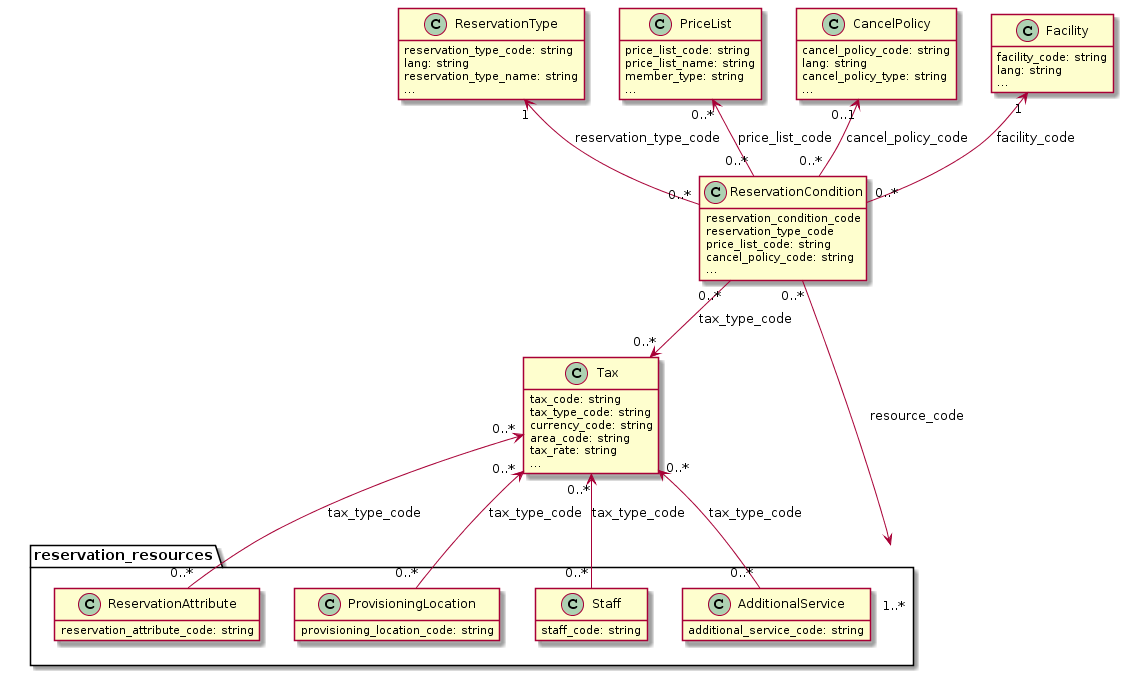 C ReservationType
reservation_type_code: string
lang: string
reservation_type_name: string
...
C PriceList
price_list_code: string
price_list_name: string
member_type: string
...
C CancelPolicy
cancel_policy_code: string
lang: string
cancel_policy_type: string
...
C Facility
facility_code: string
lang: string
...
1
0..*
0..1
1
reservation_type_code
price_list_code
cancel_policy_code
facility_code
0..*
0..*
0..*
0..*
C ReservationCondition
reservation_condition_code
reservation_type_code
price_list_code: string
cancel_policy_code: string
...
0..*
0..*
tax_type_code
0..*
resource_code
C Tax
tax_code: string
tax_type_code: string
currency_code: string
area_code: string
tax_rate: string
...
0..*
0..*
0..*
0..*
tax_type_code
tax_type_code
tax_type_code
tax_type_code
reservation_resources
0..*
0..*
0..*
0..*
1..*
C ReservationAttribute
reservation_attribute_code: string
C ProvisioningLocation
provisioning_location_code: string
C Staff
staff_code: string
C AdditionalService
additional_service_code: string